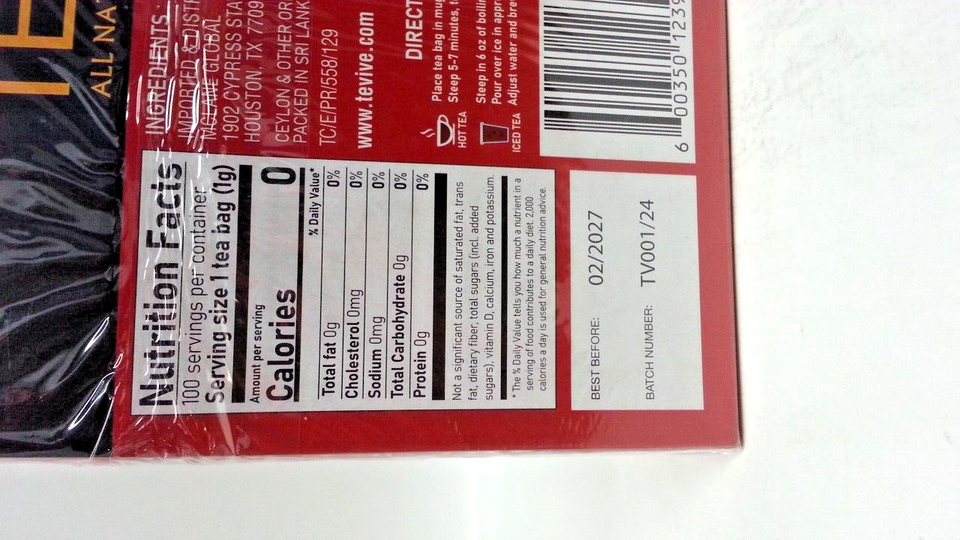 ALL NA
INGREDIENTS
IMPORTED & DISTR
MCLANE GLOBAL
1902 CYPRESS STA
HOUSTON, TX 7709
CEYLON & OTHER OR
PACKED IN SRI LANK
TC/E/PR/558/129
www.tevive.com
DIRECT
Place tea bag in mug
Steep 5-7 minutes, t
HOT TEA
Steep in 6 oz of boilin
Pour over ice in appr
Adjust water and bre
ICED TEA
6 00350 1239
Nutrition Facts
100 servings per container
Serving size 1 tea bag (1g)
Amount per serving
Calories 0
% Daily Value*
Total fat 0g 0%
Cholesterol 0mg 0%
Sodium 0mg 0%
Total Carbohydrate 0g 0%
Protein 0g 0%
Not a significant source of saturated fat, trans
fat, dietary fiber, total sugars (incl. added
sugars), vitamin D, calcium, iron and potassium.
*The % Daily Value tells you how much a nutrient in a
serving of food contributes to a daily diet. 2,000
calories a day is used for general nutrition advice.
BEST BEFORE: 02/2027
BATCH NUMBER: TV001/24